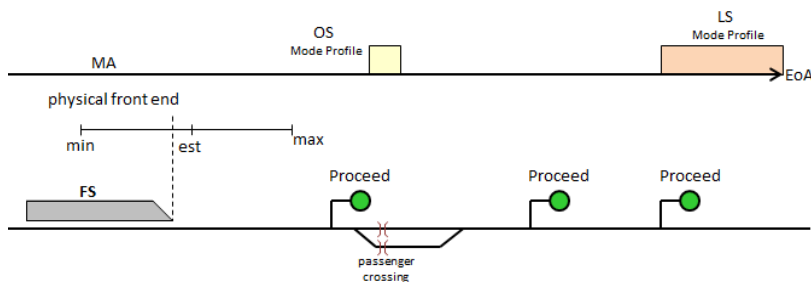 OS
Mode Profile
LS
Mode Profile
MA
EoA
physical front end
min
est
max
FS
Proceed
Proceed
Proceed
passenger
crossing